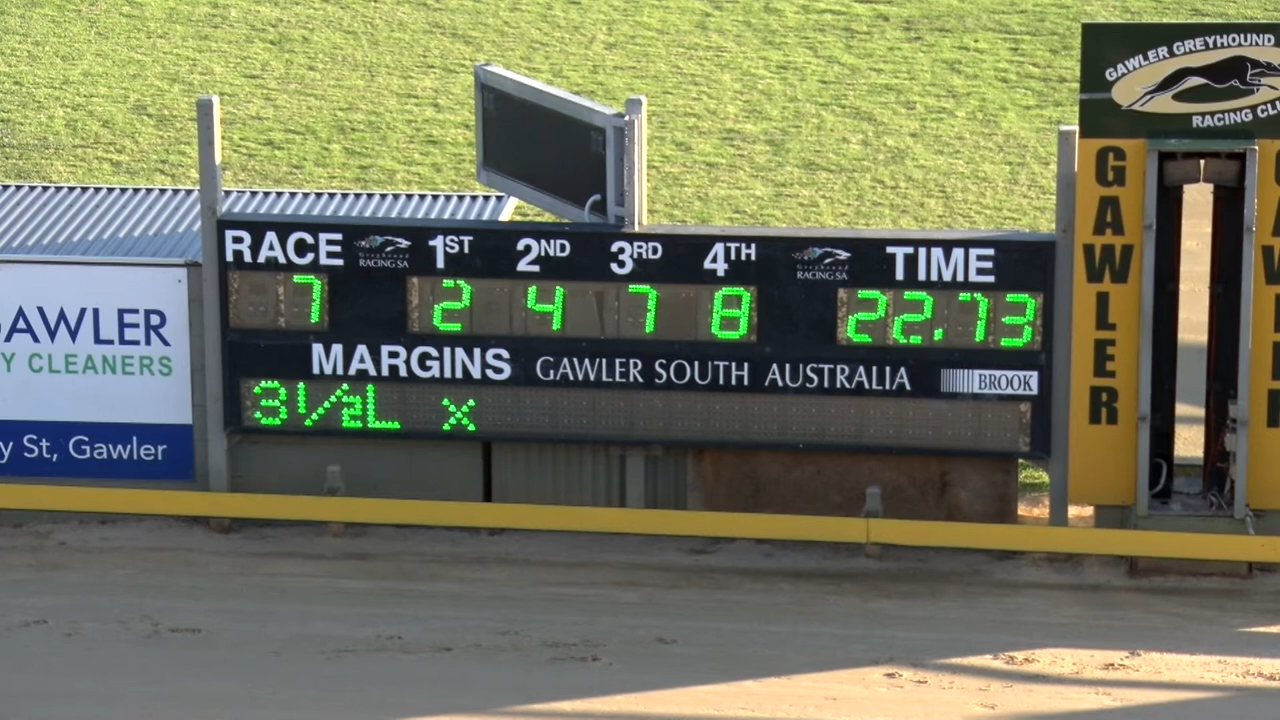 GAWLER GREYHOUND
RACING CLU
RACE 1ST 2ND 3RD 4TH TIME
Greyhound
RACING SA
Greyhound
RACING SA
7 2 4 7 8 22.73
MARGINS GAWLER SOUTH AUSTRALIA BROOK
3½L X
AWLER
Y CLEANERS
y St, Gawler
GAWLER